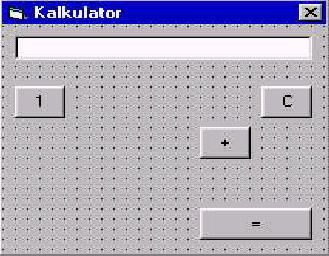 Kalkulator
1
C
+
=